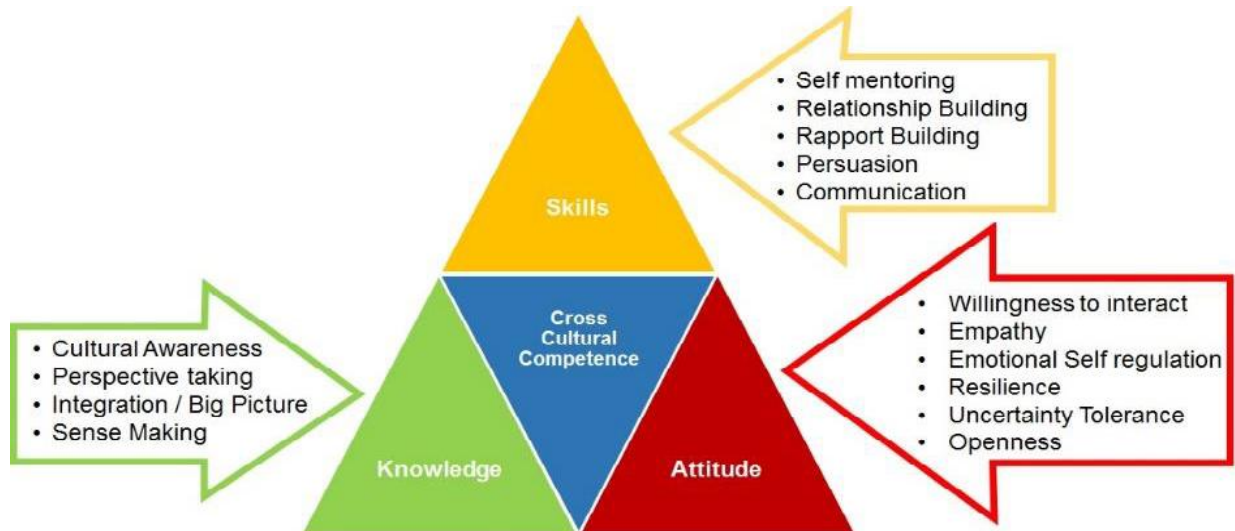 • Self mentoring
• Relationship Building
• Rapport Building
• Persuasion
• Communication
Skills
Cross
Cultural
Competence
• Cultural Awareness
• Perspective taking
• Integration / Big Picture
• Sense Making
• Willingness to interact
• Empathy
• Emotional Self regulation
• Resilience
• Uncertainty Tolerance
• Openness
Knowledge
Attitude